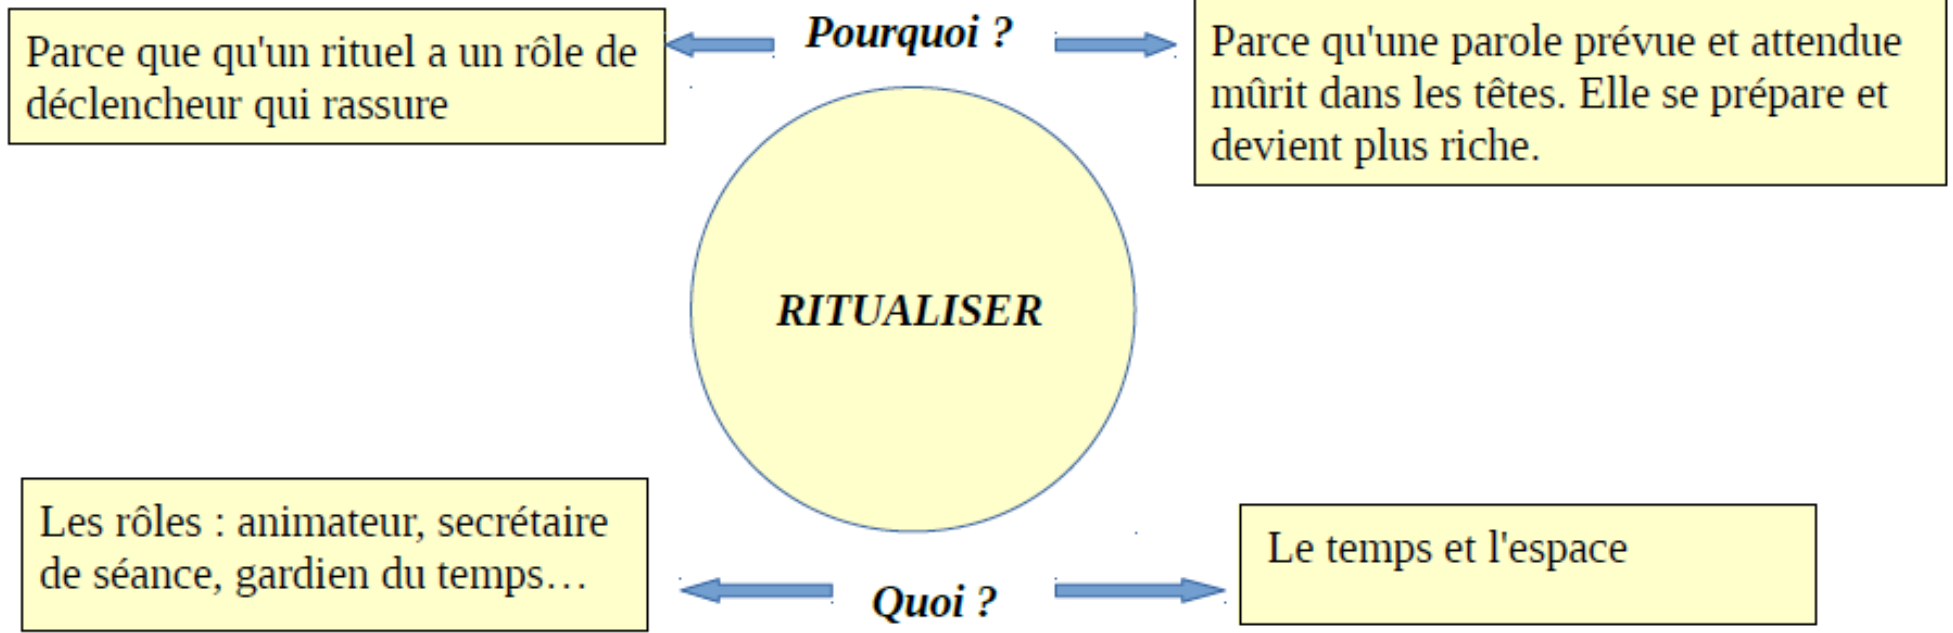 Parce que qu'un rituel a un rôle de
déclencheur qui rassure
Pourquoi ?
Parce qu'une parole prévue et attendue
mûrit dans les têtes. Elle se prépare et
devient plus riche.
RITUALISER
Les rôles : animateur, secrétaire
de séance, gardien du temps…
Quoi ?
Le temps et l'espace